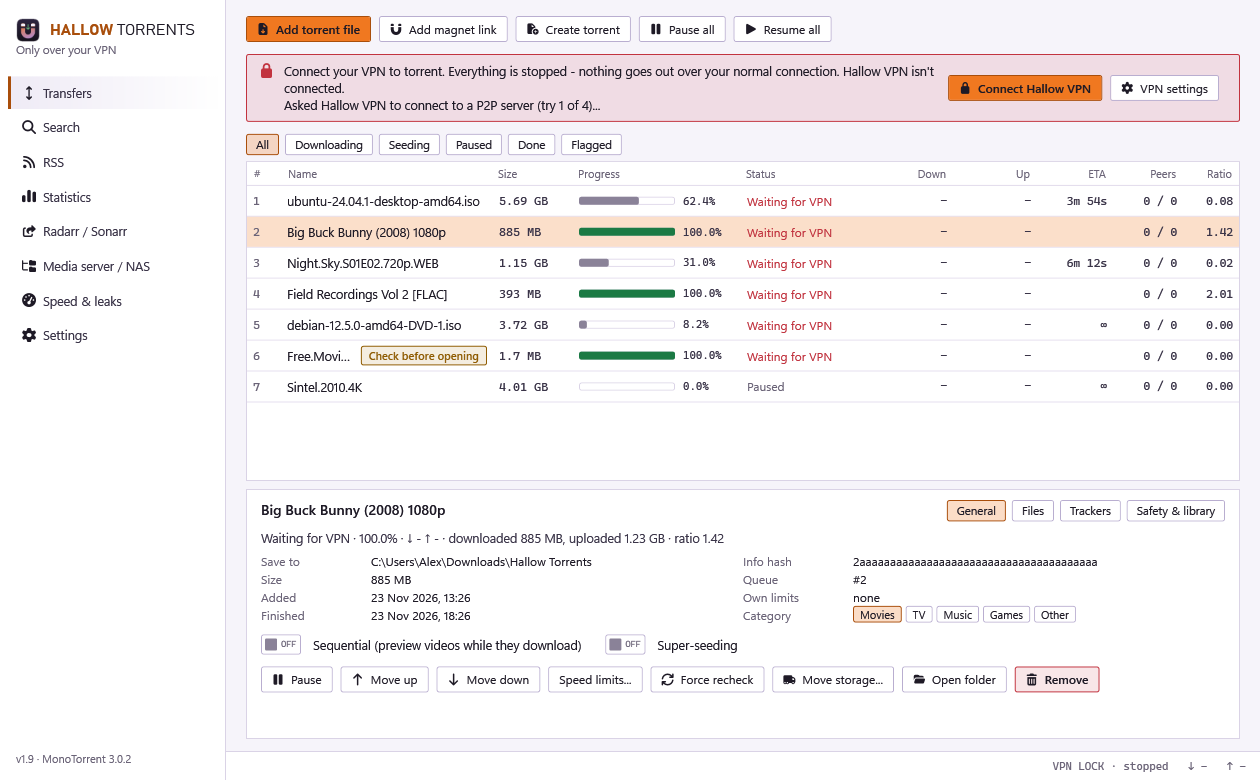 HALLOW TORRENTS
Only over your VPN
Transfers
Search
RSS
Statistics
Radarr / Sonarr
Media server / NAS
Speed & leaks
Settings
v1.9 · MonoTorrent 3.0.2
Add torrent file Add magnet link Create torrent Pause all Resume all
Connect your VPN to torrent. Everything is stopped - nothing goes out over your normal connection. Hallow VPN isn't
connected.
Asked Hallow VPN to connect to a P2P server (try 1 of 4)...
Connect Hallow VPN VPN settings
All Downloading Seeding Paused Done Flagged
# Name Size Progress Status Down Up ETA Peers Ratio
1 ubuntu-24.04.1-desktop-amd64.iso 5.69 GB 62.4% Waiting for VPN – – 3m 54s 0 / 0 0.08
2 Big Buck Bunny (2008) 1080p 885 MB 100.0% Waiting for VPN – – 0 / 0 1.42
3 Night.Sky.S01E02.720p.WEB 1.15 GB 31.0% Waiting for VPN – – 6m 12s 0 / 0 0.02
4 Field Recordings Vol 2 [FLAC] 393 MB 100.0% Waiting for VPN – – 0 / 0 2.01
5 debian-12.5.0-amd64-DVD-1.iso 3.72 GB 8.2% Waiting for VPN – – ∞ 0 / 0 0.00
6 Free.Movi... Check before opening 1.7 MB 100.0% Waiting for VPN – – 0 / 0 0.00
7 Sintel.2010.4K 4.01 GB 0.0% Paused – – ∞ 0 / 0 0.00
Big Buck Bunny (2008) 1080p
General Files Trackers Safety & library
Waiting for VPN · 100.0% · ↓ - ↑ - · downloaded 885 MB, uploaded 1.23 GB · ratio 1.42
Save to C:\Users\Alex\Downloads\Hallow Torrents
Size 885 MB
Added 23 Nov 2026, 13:26
Finished 23 Nov 2026, 18:26
Info hash 2aaaaaaaaaaaaaaaaaaaaaaaaaaaaaaaaaaaaaaa
Queue #2
Own limits none
Category Movies TV Music Games Other
OFF Sequential (preview videos while they download) OFF Super-seeding
Pause Move up Move down Speed limits... Force recheck Move storage... Open folder Remove
VPN LOCK · stopped ↓ – ↑ –